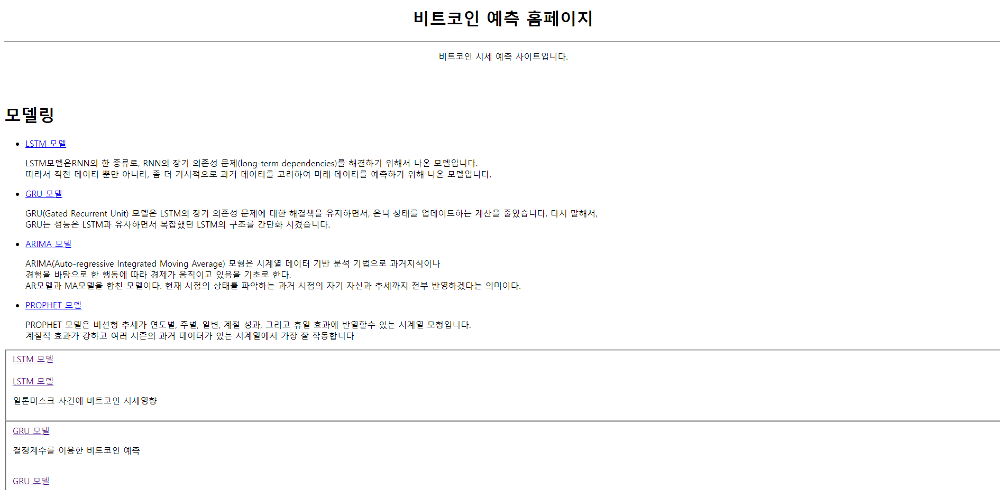 비트코인 예측 홈페이지
비트코인 시세 예측 사이트입니다.
모델링
LSTM 모델
LSTM모델은RNN의 한 종류로, RNN의 장기 의존성 문제(long-term dependencies)를 해결하기 위해서 나온 모델입니다.
따라서 직전 데이터 뿐만 아니라, 좀 더 거시적으로 과거 데이터를 고려하여 미래 데이터를 예측하기 위해 나온 모델입니다.
GRU 모델
GRU(Gated Recurrent Unit) 모델은 LSTM의 장기 의존성 문제에 대한 해결책을 유지하면서, 은닉 상태를 업데이트하는 계산을 줄였습니다. 다시 말해서,
GRU는 성능은 LSTM과 유사하면서 복잡했던 LSTM의 구조를 간단화 시켰습니다.
ARIMA 모델
ARIMA(Auto-regressive Integrated Moving Average) 모형은 시계열 데이터 기반 분석 기법으로 과거지식이나
경험을 바탕으로 한 행동에 따라 경제가 움직이고 있음을 기초로 한다.
AR모델과 MA모델을 합친 모델이다. 현재 시점의 상태를 파악하는 과거 시점의 자기 자신과 추세까지 전부 반영하겠다는 의미이다.
PROPHET 모델
PROPHET 모델은 비선형 추세가 연도별, 주별, 일변, 계절 성과, 그리고 휴일 효과에 반열할수 있는 시계열 모형입니다.
계절적 효과가 강하고 여러 시즌의 과거 데이터가 있는 시계열에서 가장 잘 작동합니다
LSTM 모델
LSTM 모델
일론머스크 사건에 비트코인 시세영향
GRU 모델
결정계수를 이용한 비트코인 예측
GRU 모델